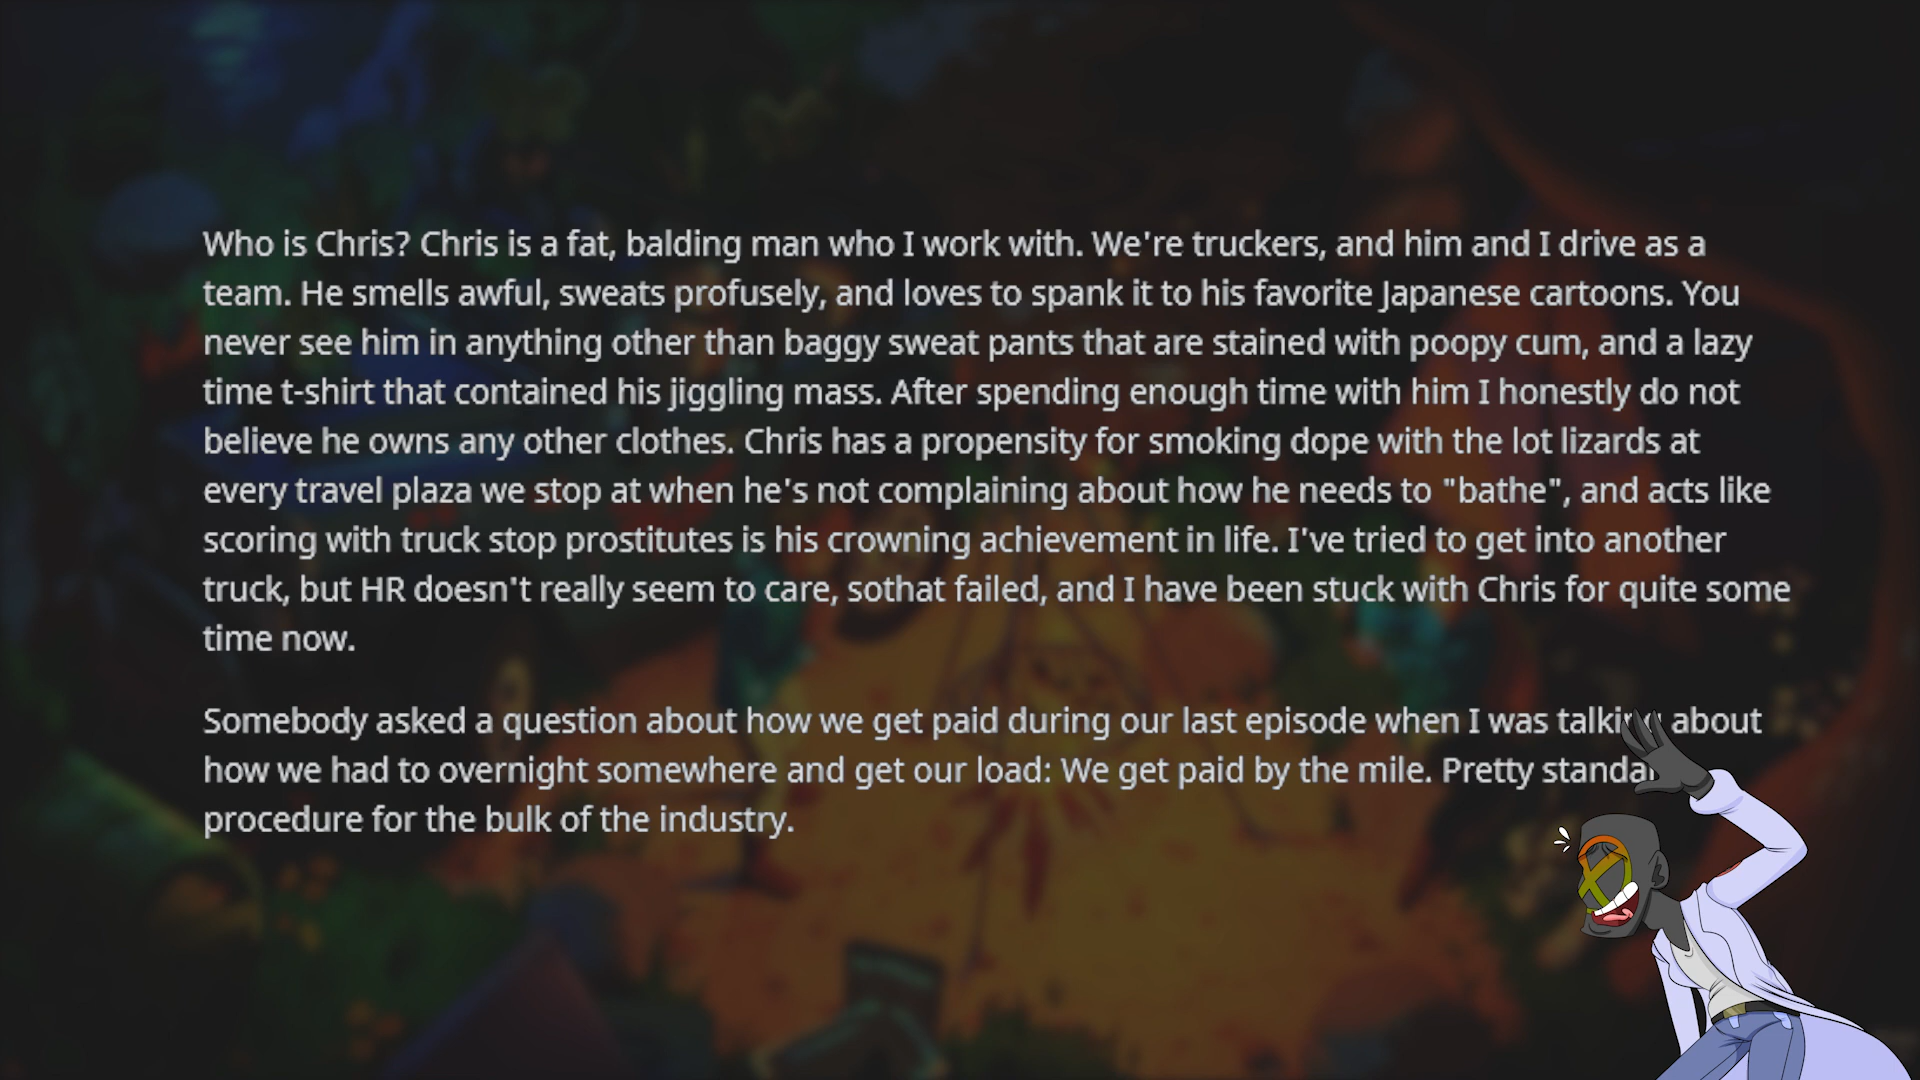 Who is Chris? Chris is a fat, balding man who I work with. We're truckers, and him and I drive as a
team. He smells awful, sweats profusely, and loves to spank it to his favorite Japanese cartoons. You
never see him in anything other than baggy sweat pants that are stained with poopy cum, and a lazy
time t-shirt that contained his jiggling mass. After spending enough time with him I honestly do not
believe he owns any other clothes. Chris has a propensity for smoking dope with the lot lizards at
every travel plaza we stop at when he's not complaining about how he needs to "bathe", and acts like
scoring with truck stop prostitutes is his crowning achievement in life. I've tried to get into another
truck, but HR doesn't really seem to care, sothat failed, and I have been stuck with Chris for quite some
time now.
Somebody asked a question about how we get paid during our last episode when I was talking about
how we had to overnight somewhere and get our load: We get paid by the mile. Pretty standar
procedure for the bulk of the industry.